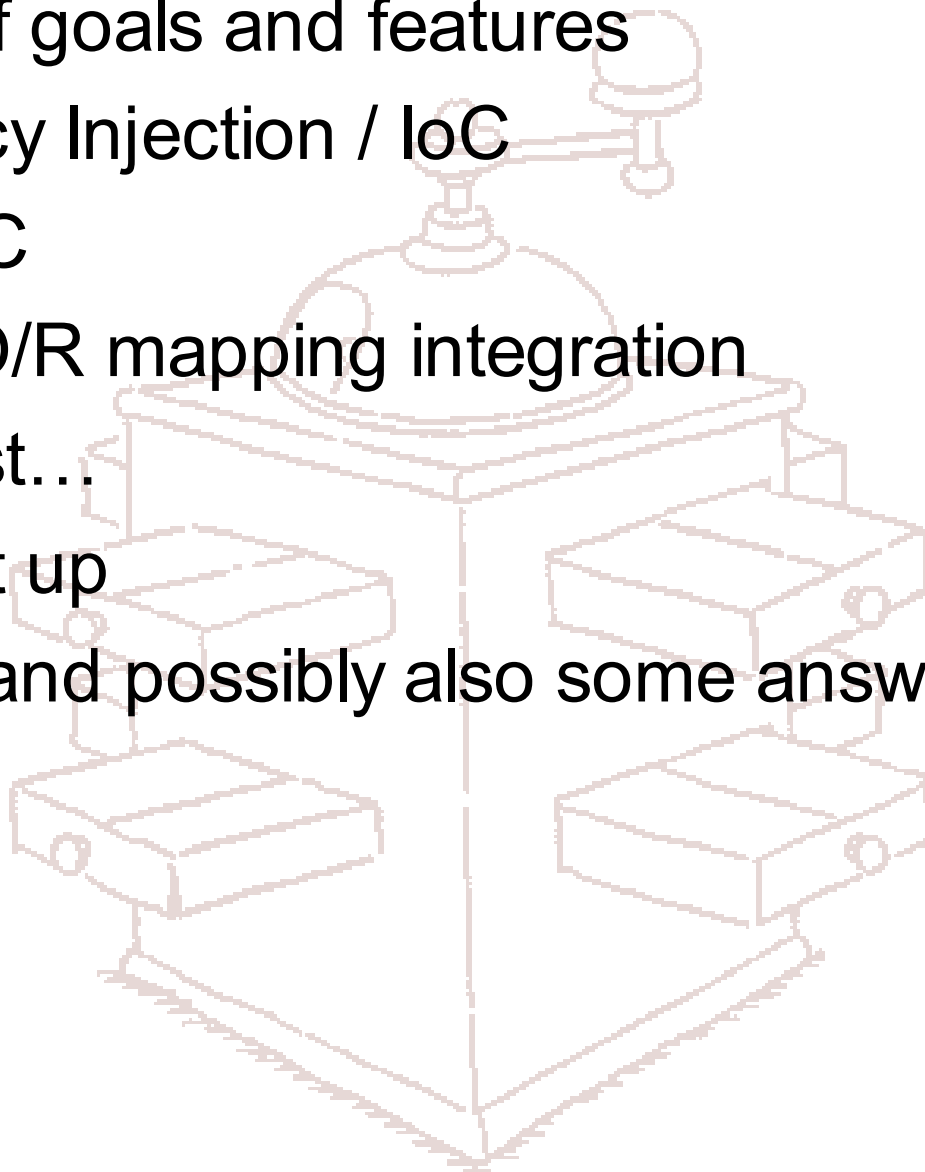 f goals and features
cy Injection / IoC
C
O/R mapping integration
st…
t up
and possibly also some answ